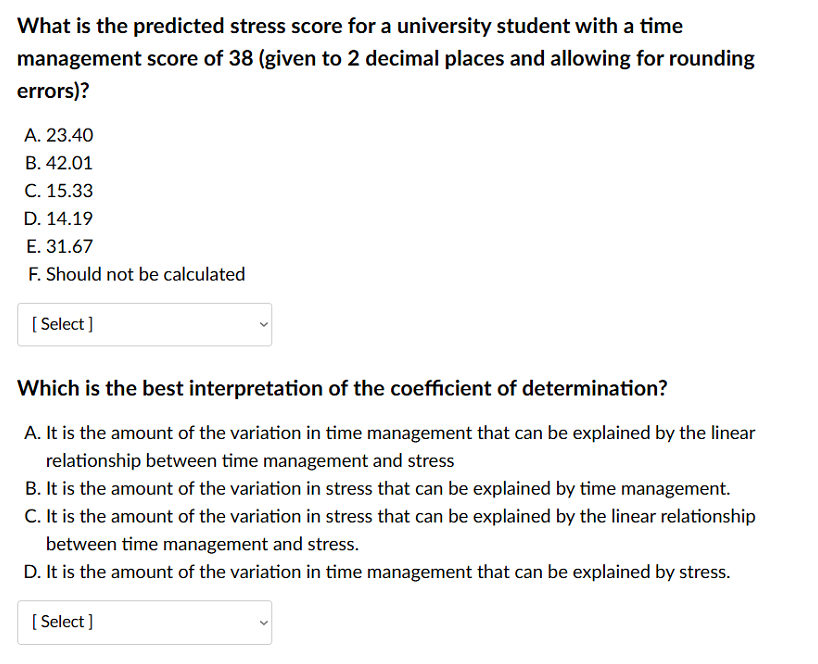 What is the predicted stress score for a university student with a time
management score of 38 (given to 2 decimal places and allowing for rounding
errors)?
A. 23.40
B. 42.01
C. 15.33
D. 14.19
E. 31.67
F. Should not be calculated
[ Select ]
Which is the best interpretation of the coefficient of determination?
A. It is the amount of the variation in time management that can be explained by the linear
relationship between time management and stress
B. It is the amount of the variation in stress that can be explained by time management.
C. It is the amount of the variation in stress that can be explained by the linear relationship
between time management and stress.
D. It is the amount of the variation in time management that can be explained by stress.
[ Select ]